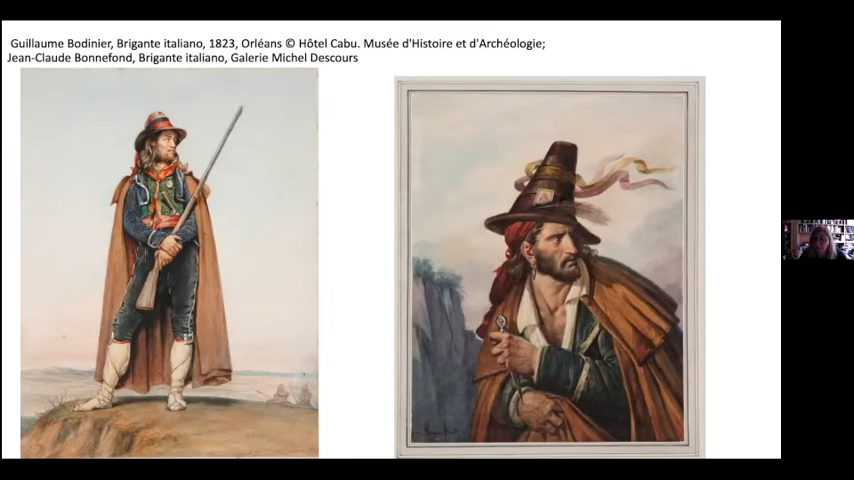 Guillaume Bodinier, Brigante italiano, 1823, Orléans © Hôtel Cabu. Musée d'Histoire et d'Archéologie;
Jean-Claude Bonnefond, Brigante italiano, Galerie Michel Descours